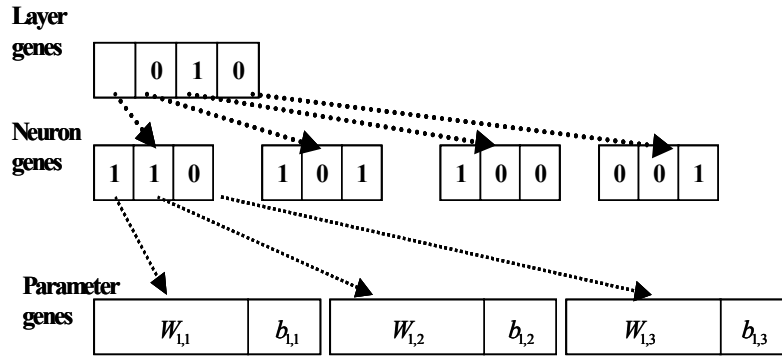 Layer
genes
0 1 0
Neuron
genes
1 1 0 1 0 1 1 0 0 0 0 1
Parameter
genes
W1,1 b1,1 W1,2 b1,2 W1,3 b1,3